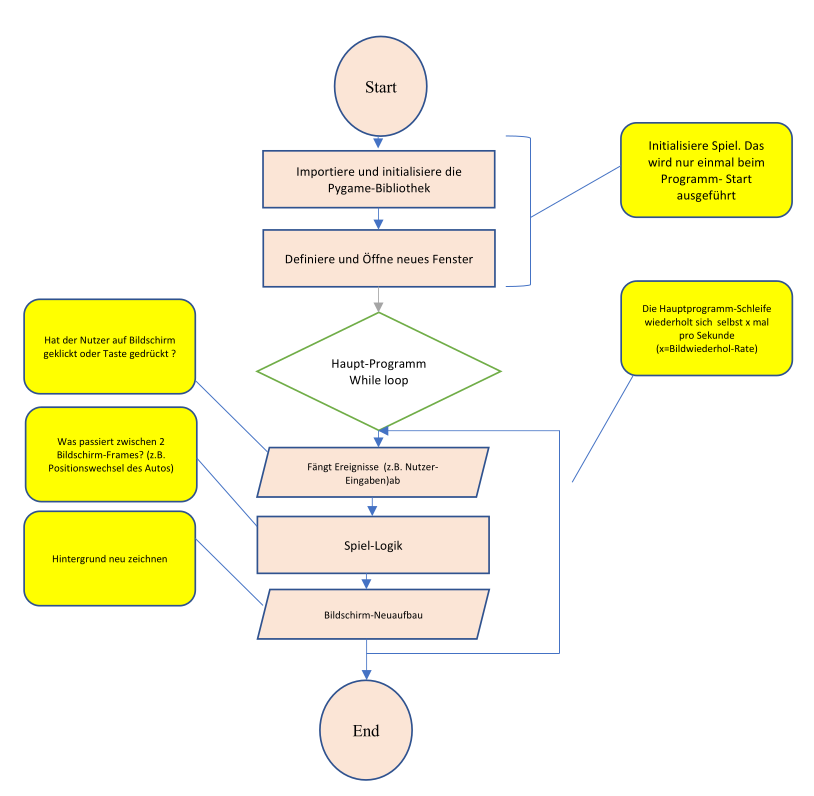 Start
Importiere und initialisiere die
Pygame-Bibliothek
Initialisiere Spiel. Das
wird nur einmal beim
Programm- Start
ausgeführt
Definiere und Öffne neues Fenster
Die Hauptprogramm-Schleife
wiederholt sich selbst x mal
pro Sekunde
(x=Bildwiederhol-Rate)
Hat der Nutzer auf Bildschirm
geklickt oder Taste gedrückt ?
Haupt-Programm
While loop
Was passiert zwischen 2
Bildschirm-Frames? (z.B.
Positionswechsel des Autos)
Fängt Ereignisse (z.B. Nutzer-
Eingaben)ab
Spiel-Logik
Hintergrund neu zeichnen
Bildschirm-Neuaufbau
End